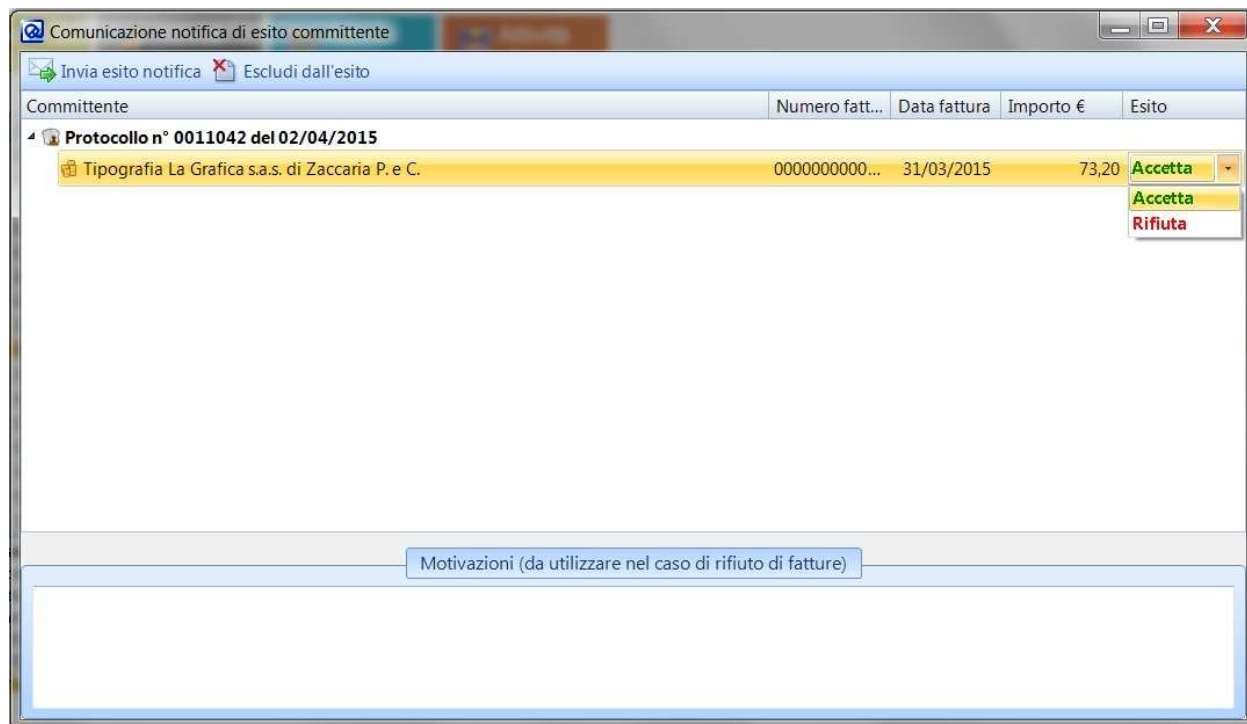 Comunicazione notifica di esito committente
Invia esito notifica Escludi dall'esito
Committente Numero fatt... Data fattura Importo € Esito
Protocollo n° 0011042 del 02/04/2015
Tipografia La Grafica s.a.s. di Zaccaria P. e C. 0000000000... 31/03/2015 73,20 Accetta
Accetta
Rifiuta
Motivazioni (da utilizzare nel caso di rifiuto di fatture)